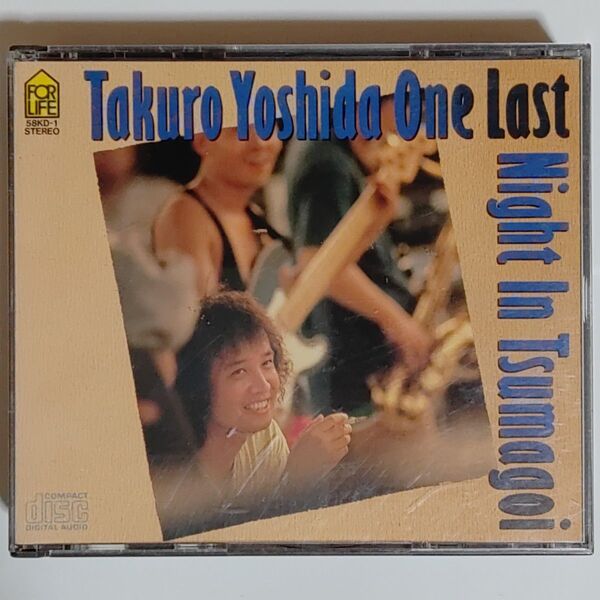 FOR
LIFE
58KD-1
STEREO
Takuro Yoshida One Last
Night In Tsumagoi
COMPACT
disc
DIGITAL AUDIO